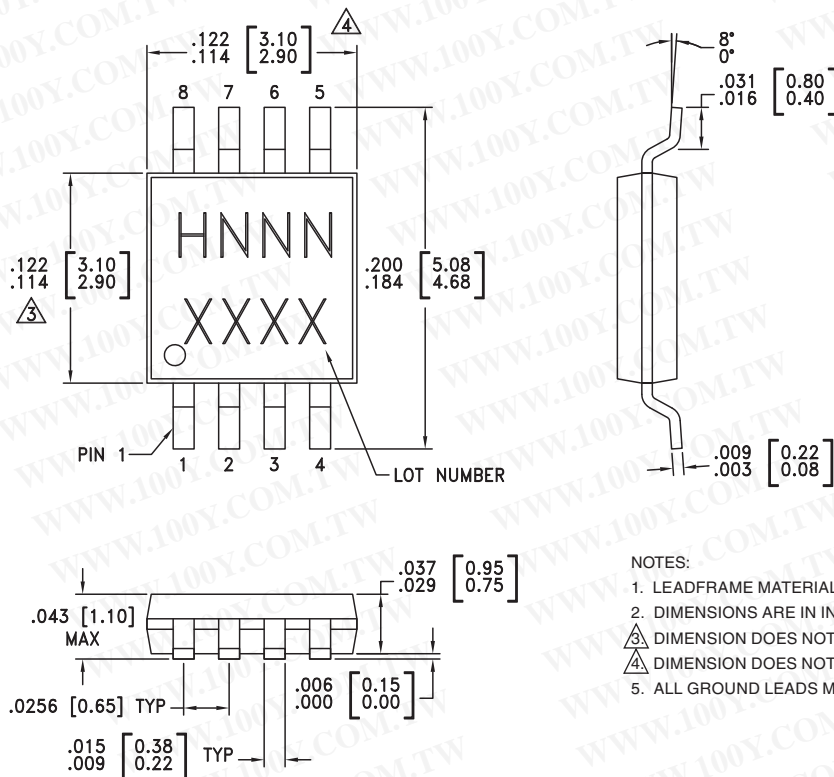 .122 [3.10]
.114 [2.90]
4
8 7 6 5
8°
0°
.031 [0.80]
.016 [0.40]
HNNN
XXXX
.122 [3.10]
.114 [2.90]
3
.200 [5.08]
.184 [4.68]
PIN 1
1 2 3 4
LOT NUMBER
.009 [0.22]
.003 [0.08]
.037 [0.95]
.029 [0.75]
.043 [1.10]
MAX
.0256 [0.65] TYP
.006 [0.15]
.000 [0.00]
.015 [0.38]
.009 [0.22]
TYP
NOTES:
1. LEADFRAME MATERIAL
2. DIMENSIONS ARE IN IN
3. DIMENSION DOES NOT
4. DIMENSION DOES NOT
5. ALL GROUND LEADS M
WWW.100Y.COM.TW